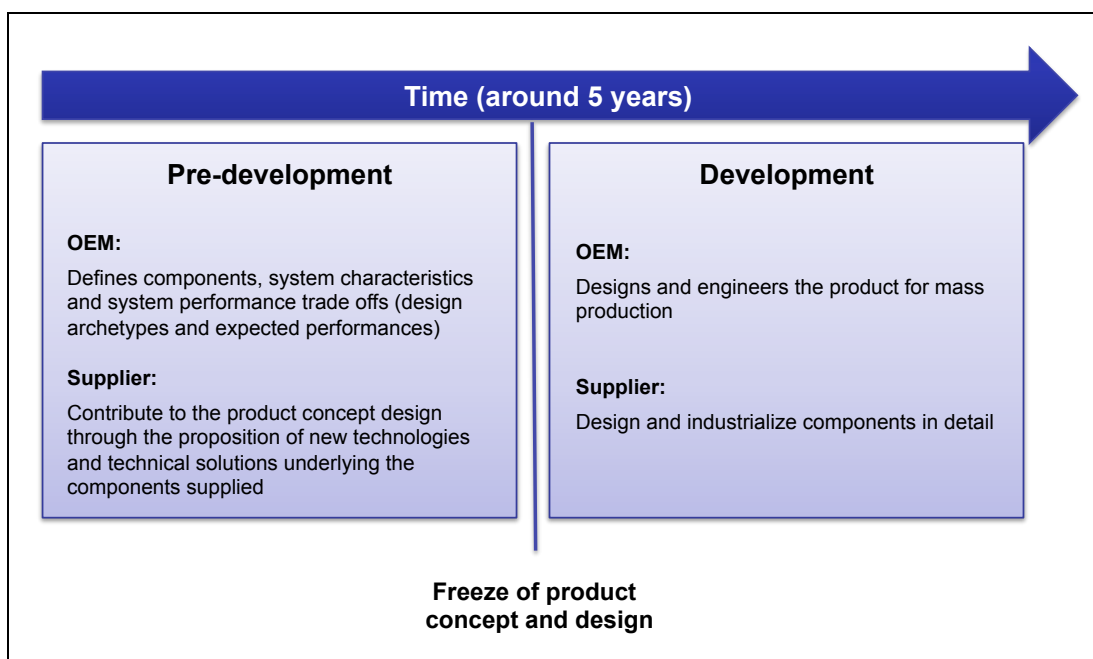 Time (around 5 years)
Pre-development
OEM:
Defines components, system characteristics
and system performance trade offs (design
archetypes and expected performances)
Supplier:
Contribute to the product concept design
through the proposition of new technologies
and technical solutions underlying the
components supplied
Development
OEM:
Designs and engineers the product for mass
production
Supplier:
Design and industrialize components in detail
Freeze of product
concept and design